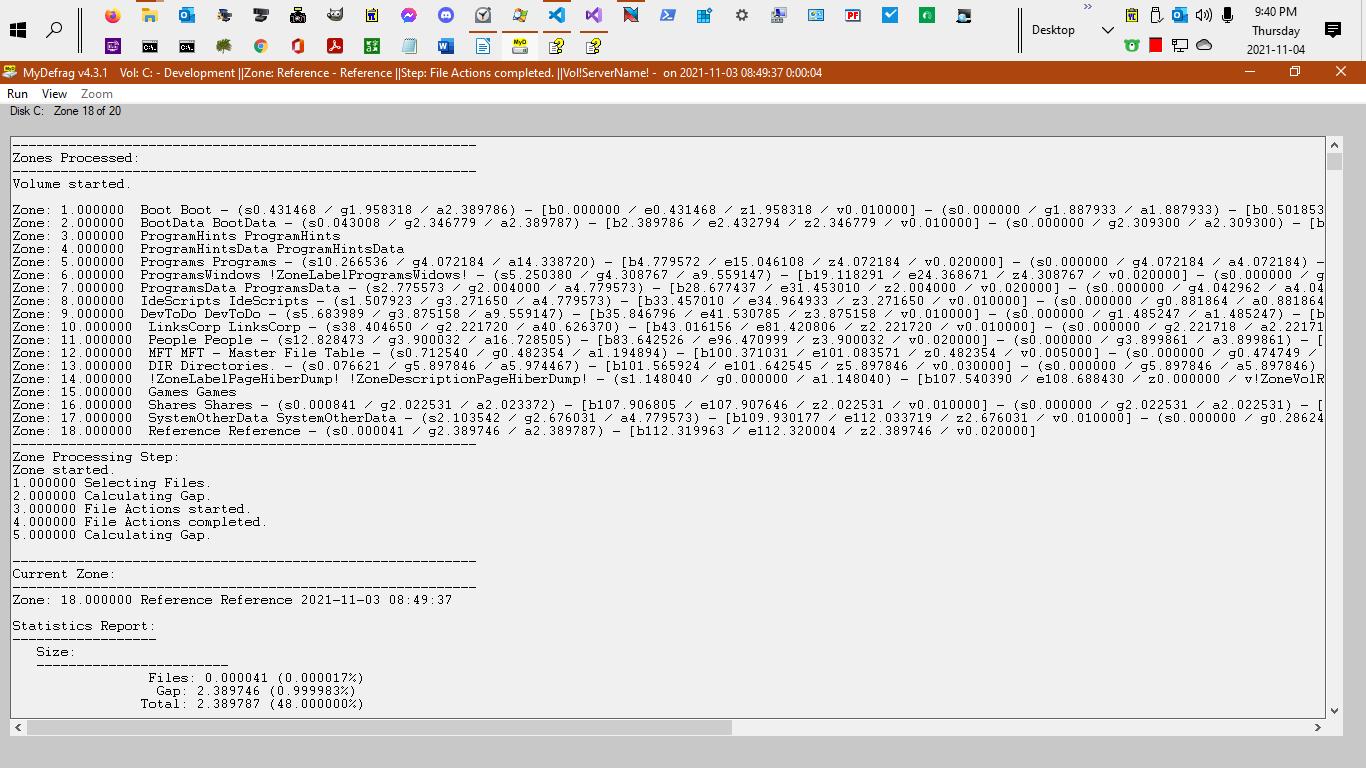 9:40 PM
Desktop
Thursday
2021-11-04
MyDefrag v4.3.1 Vol: C: - Development ||Zone: Reference - Reference ||Step: File Actions completed. ||Vol!ServerName! - on 2021-11-03 08:49:37 0:00:04
Run View Zoom
Disk C: Zone 18 of 20
Zones Processed:
Volume started.
Zone: 1.000000 Boot Boot - (s0.431468 / g1.958318 / a2.389786) - [b0.000000 / e0.431468 / z1.958318 / v0.010000] - (s0.000000 / g1.887933 / a1.887933) - [b0.501853
Zone: 2.000000 BootData BootData - (s0.043008 / g2.346779 / a2.389787) - [b2.389786 / e2.432794 / z2.346779 / v0.010000] - (s0.000000 / g2.309300 / a2.309300) - [b
Zone: 3.000000 ProgramHints ProgramHints
Zone: 4.000000 ProgramHintsData ProgramHintsData
Zone: 5.000000 Programs Programs - (s10.266536 / g4.072184 / a14.338720) - [b4.779572 / e15.046108 / z4.072184 / v0.020000] - (s0.000000 / g4.072184 / a4.072184) -
Zone: 6.000000 ProgramsWindows !ZoneLabelProgramsWidows! - (s5.250380 / g4.308767 / a9.559147) - [b19.118291 / e24.368671 / z4.308767 / v0.020000] - (s0.000000 / g
Zone: 7.000000 ProgramsData ProgramsData - (s2.775573 / g2.004000 / a4.779573) - [b28.677437 / e31.453010 / z2.004000 / v0.020000] - (s0.000000 / g4.042962 / a4.04
Zone: 8.000000 IdeScripts IdeScripts - (s1.507923 / g3.271650 / a4.779573) - [b33.457010 / e34.964933 / z3.271650 / v0.010000] - (s0.000000 / g0.881864 / a0.881864
Zone: 9.000000 DevToDo DevToDo - (s5.683989 / g3.875158 / a9.559147) - [b35.846796 / e41.530785 / z3.875158 / v0.010000] - (s0.000000 / g1.485247 / a1.485247) - [b
Zone: 10.000000 LinksCorp LinksCorp - (s38.404650 / g2.221720 / a40.626370) - [b43.016156 / e81.420806 / z2.221720 / v0.010000] - (s0.000000 / g2.221718 / a2.22171
Zone: 11.000000 People People - (s12.828473 / g3.900032 / a16.728505) - [b83.642526 / e96.470999 / z3.900032 / v0.020000] - (s0.000000 / g3.899861 / a3.899861) - [
Zone: 12.000000 MFT MFT - Master File Table - (s0.712540 / g0.482354 / a1.194894) - [b100.371031 / e101.083571 / z0.482354 / v0.005000] - (s0.000000 / g0.474749 /
Zone: 13.000000 DIR Directories. - (s0.076621 / g5.897846 / a5.974467) - [b101.565924 / e101.642545 / z5.897846 / v0.030000] - (s0.000000 / g5.897846 / a5.897846)
Zone: 14.000000 !ZoneLabelPageHiberDump! !ZoneDescriptionPageHiberDump! - (s1.148040 / g0.000000 / a1.148040) - [b107.540390 / e108.688430 / z0.000000 / v!ZoneVolR
Zone: 15.000000 Games Games
Zone: 16.000000 Shares Shares - (s0.000841 / g2.022531 / a2.023372) - [b107.906805 / e107.907646 / z2.022531 / v0.010000] - (s0.000000 / g2.022531 / a2.022531) - [
Zone: 17.000000 SystemOtherData SystemOtherData - (s2.103542 / g2.676031 / a4.779573) - [b109.930177 / e112.033719 / z2.676031 / v0.010000] - (s0.000000 / g0.28624
Zone: 18.000000 Reference Reference - (s0.000041 / g2.389746 / a2.389787) - [b112.319963 / e112.320004 / z2.389746 / v0.020000]
Zone Processing Step:
Zone started.
1.000000 Selecting Files.
2.000000 Calculating Gap.
3.000000 File Actions started.
4.000000 File Actions completed.
5.000000 Calculating Gap.
Current Zone:
Zone: 18.000000 Reference Reference 2021-11-03 08:49:37
Statistics Report:
Size:
Files: 0.000041 (0.000017%)
Gap: 2.389746 (0.999983%)
Total: 2.389787 (48.000000%)